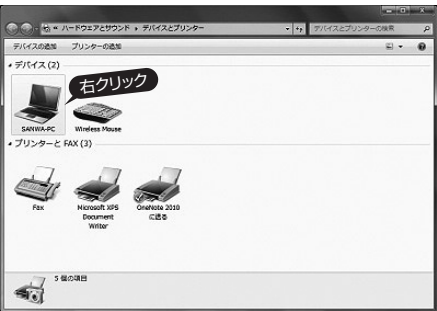 ハードウェアとサウンド
デバイスとプリンター
デバイスとプリンターの検索
デバイスの追加
プリンターの追加
デバイス (2)
右クリック
SANWA-PC
Wireless Mouse
プリンターと FAX (3)
Fax
Microsoft XPS
Document
Writer
OneNote 2010
に送る
5 個の項目